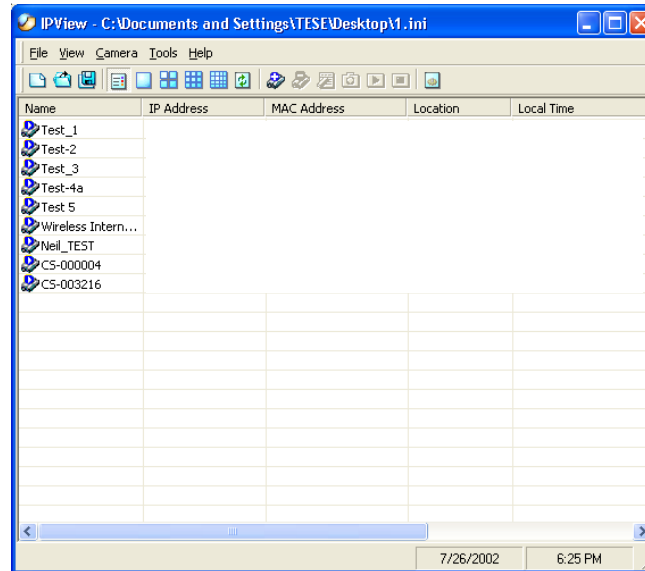 IPView - C:\Documents and Settings\TESE\Desktop\1.ini
File View Camera Tools Help
Name IP Address MAC Address Location Local Time
Test_1
Test-2
Test_3
Test-4a
Test 5
Wireless Intern...
Neil_TEST
CS-000004
CS-003216
7/26/2002 6:25 PM